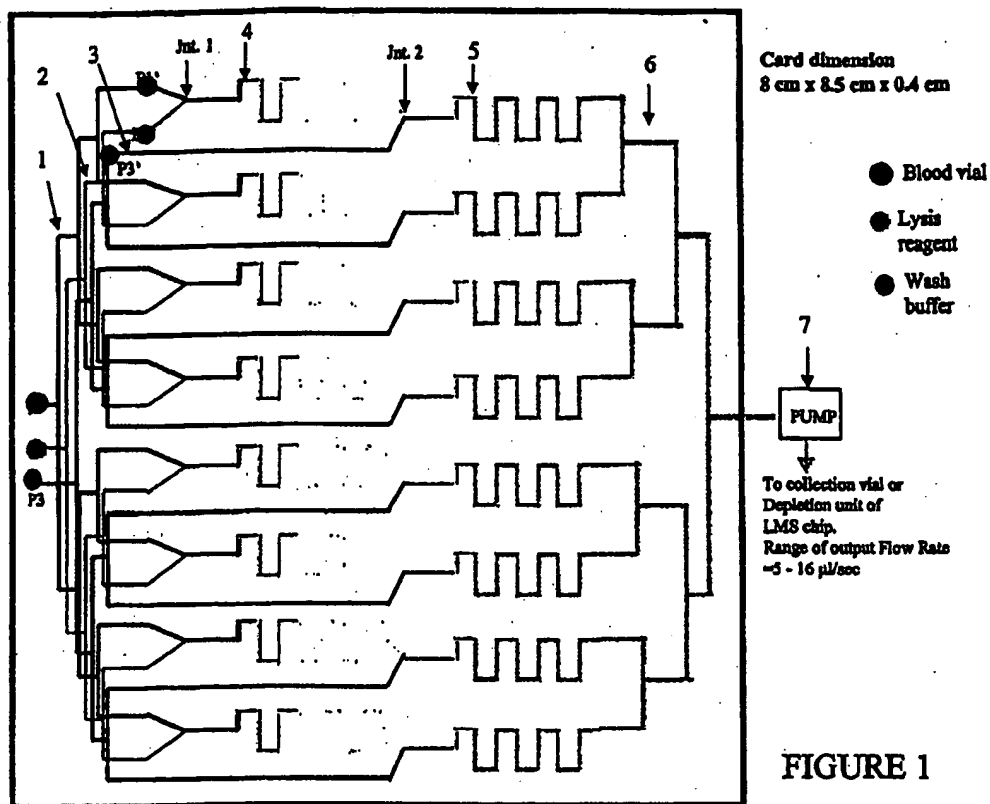 4
Jnt. 1
3
Jnt. 2
5
2
6
Card dimension
8 cm x 8.5 cm x 0.4 cm
1
P3'
Blood vial
Lysis
reagent
Wash
buffer
7
PUMP
P3
To collection vial or
Depletion unit of
LMS chip.
Range of output Flow Rate
=5 - 16 µl/sec
FIGURE 1